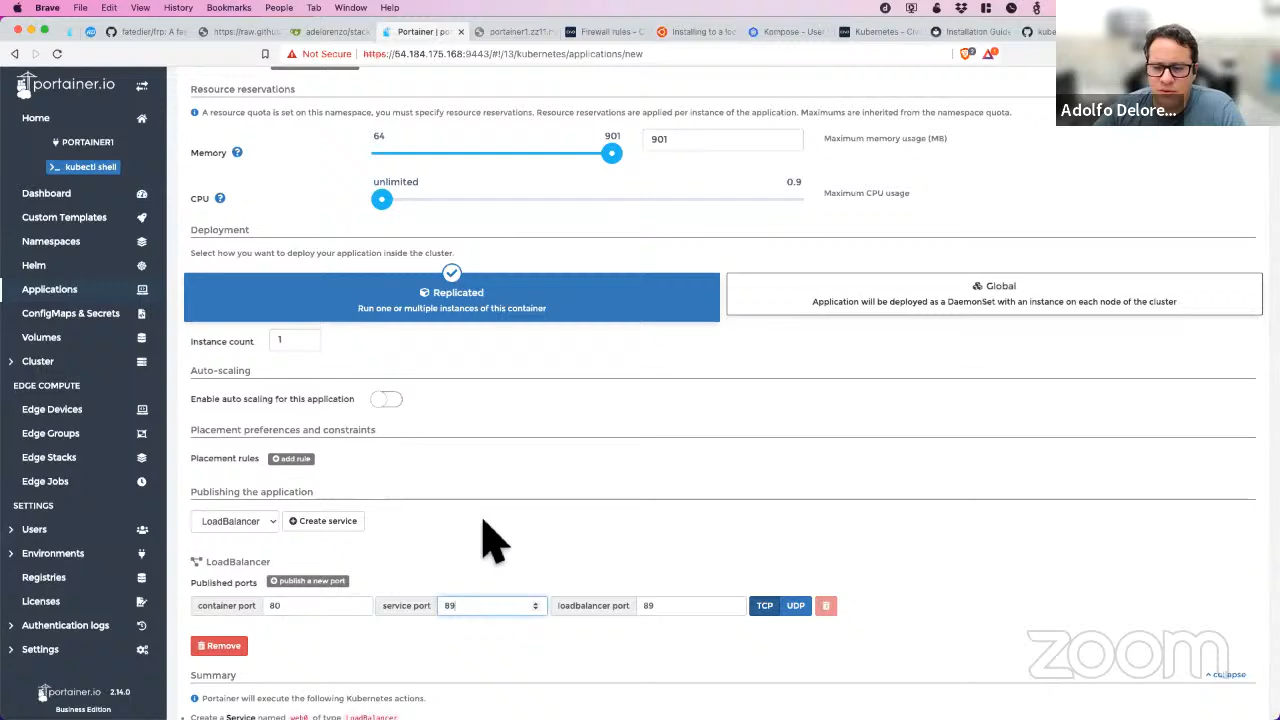 Brave File Edit View History Bookmarks People Tab Window Help
fatedier/frp: A fa
https://raw.github
adelorenzo/stack
Portainer | port
portainer1.zz11.n
Firewall rules – C
Installing to a loc
Kompose - Conve
Kubernetes – Civ
Docker
Not Secure https://54.184.175.168:9443/#!/13/kubernetes/applications/new
portainer.io
Home
PORTAINER1
>_ kubectl shell
Dashboard
Custom Templates
Namespaces
Helm
Applications
ConfigMaps & Secrets
Volumes
Cluster
EDGE COMPUTE
Edge Devices
Edge Groups
Edge Stacks
Edge Jobs
SETTINGS
Users
Environments
Registries
Licenses
Authentication logs
Settings
portainer.io 2.14.0
Business Edition
Resource reservations
A resource quota is set on this namespace, you must specify resource reservations. Resource reservations are applied per instance of the application. Maximums are inherited from the namespace quota.
64 901
Memory 901 Maximum memory usage (MB)
unlimited 0.9
CPU Maximum CPU usage
Deployment
Select how you want to deploy your application inside the cluster.
Replicated
Run one or multiple instances of this container
Global
Application will be deployed as a DaemonSet with an instance on each node of the cluster
Instance count 1
Auto-scaling
Enable auto scaling for this application
Placement preferences and constraints
Placement rules add rule
Publishing the application
LoadBalancer Create service
LoadBalancer
Published ports publish a new port
container port 80 service port 89 loadbalancer port 89 TCP UDP
Remove
Summary
collapse
Portainer will execute the following Kubernetes actions.
Create a Service named web0 of type LoadBalancer
Adolfo Delore...
zoom